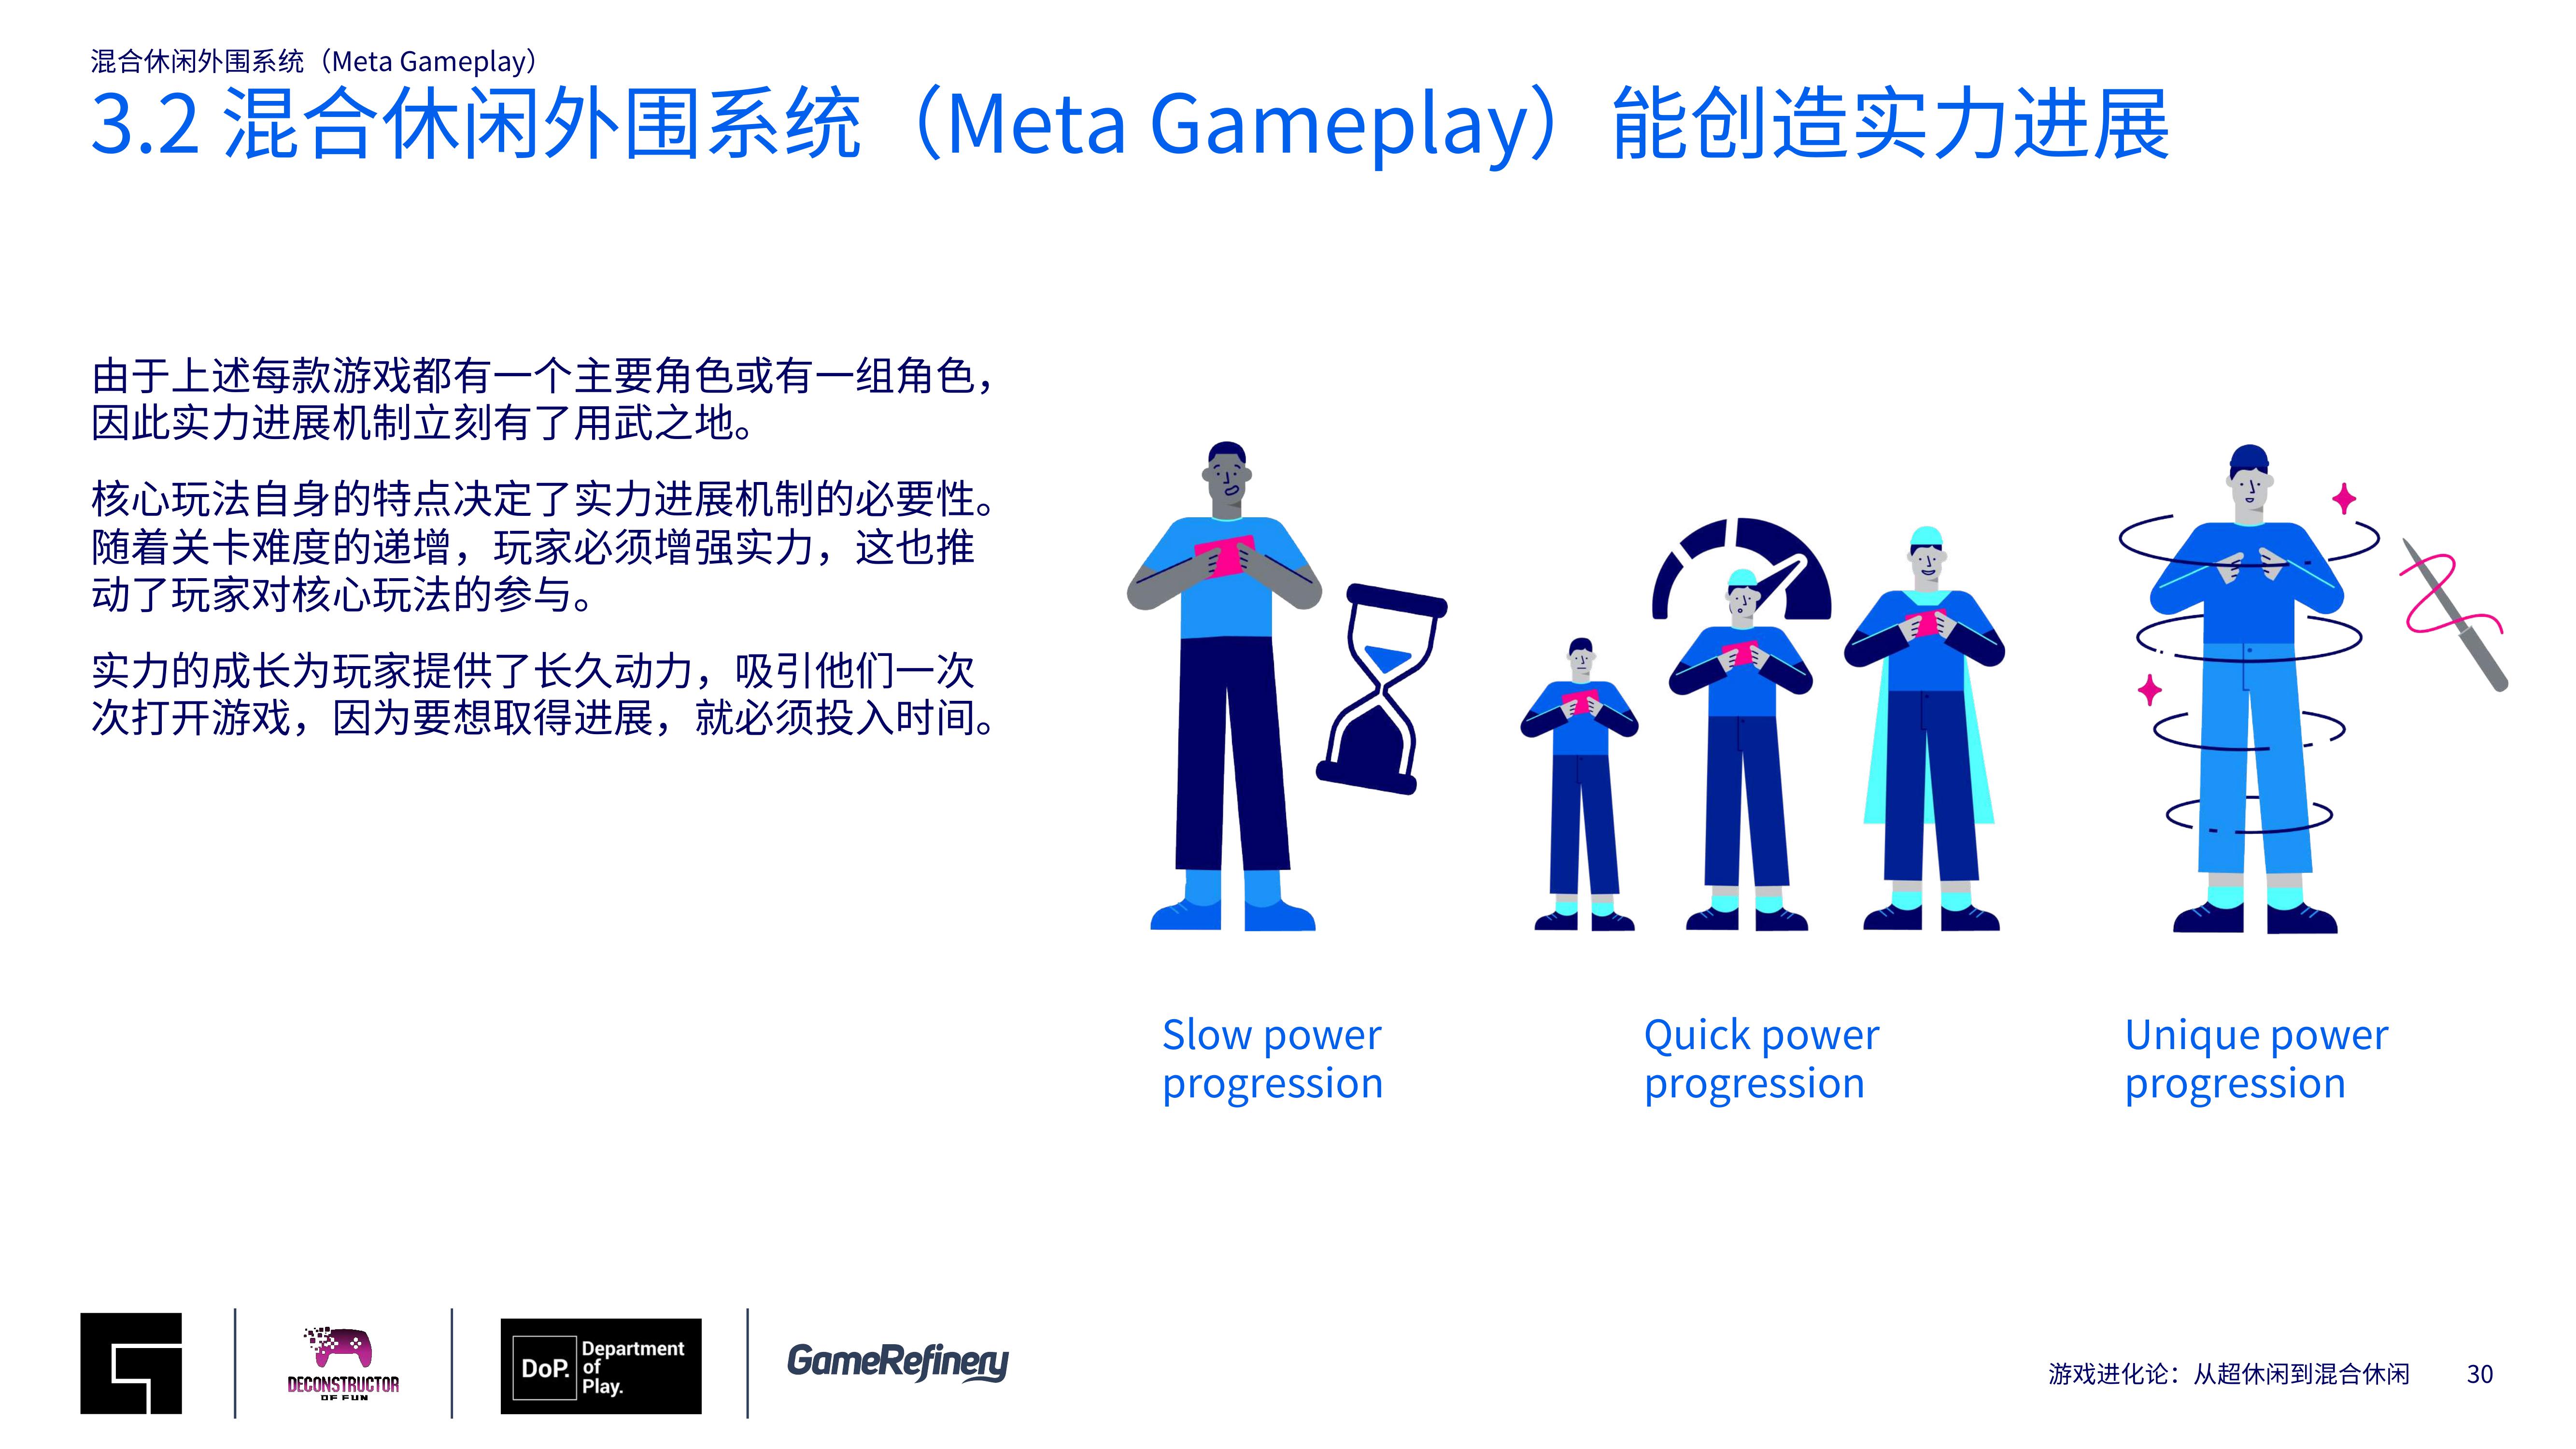 混合休闲外围系统（Meta Gameplay）
3.2 混合休闲外围系统（Meta Gameplay）能创造实力进展
由于上述每款游戏都有一个主要角色或有一组角色，
因此实力进展机制立刻有了用武之地。
核心玩法自身的特点决定了实力进展机制的必要性。
随着关卡难度的递增，玩家必须增强实力，这也推
动了玩家对核心玩法的参与。
实力的成长为玩家提供了长久动力，吸引他们一次
次打开游戏，因为要想取得进展，就必须投入时间。
Slow power
progression
Quick power
progression
Unique power
progression
DECONSTRUCTOR
OF FUN
DoP.
Department
of
Play.
GameRefinery
游戏进化论：从超休闲到混合休闲 30